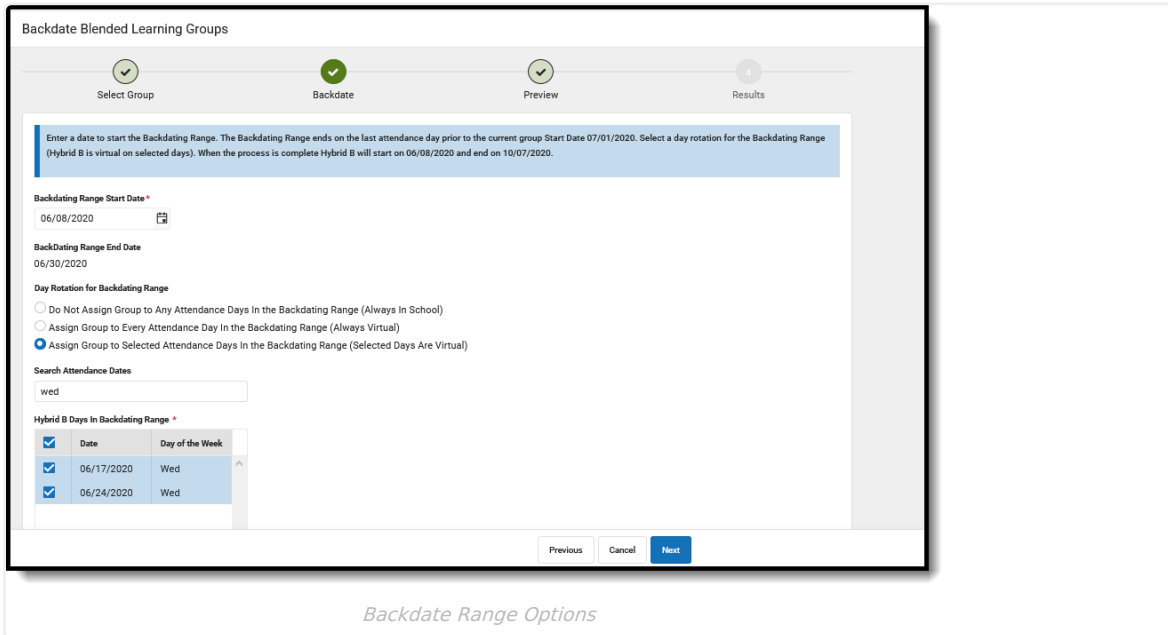 Backdate Blended Learning Groups
Select Group
Backdate
Preview
4
Results
Enter a date to start the Backdating Range. The Backdating Range ends on the last attendance day prior to the current group Start Date 07/01/2020. Select a day rotation for the Backdating Range
(Hybrid B is virtual on selected days). When the process is complete Hybrid B will start on 06/08/2020 and end on 10/07/2020.
Backdating Range Start Date *
06/08/2020
BackDating Range End Date
06/30/2020
Day Rotation for Backdating Range
Do Not Assign Group to Any Attendance Days In the Backdating Range (Always In School)
Assign Group to Every Attendance Day In the Backdating Range (Always Virtual)
Assign Group to Selected Attendance Days In the Backdating Range (Selected Days Are Virtual)
Search Attendance Dates
wed
Hybrid B Days In Backdating Range *
Date Day of the Week
06/17/2020 Wed
06/24/2020 Wed
Previous Cancel Next
Backdate Range Options